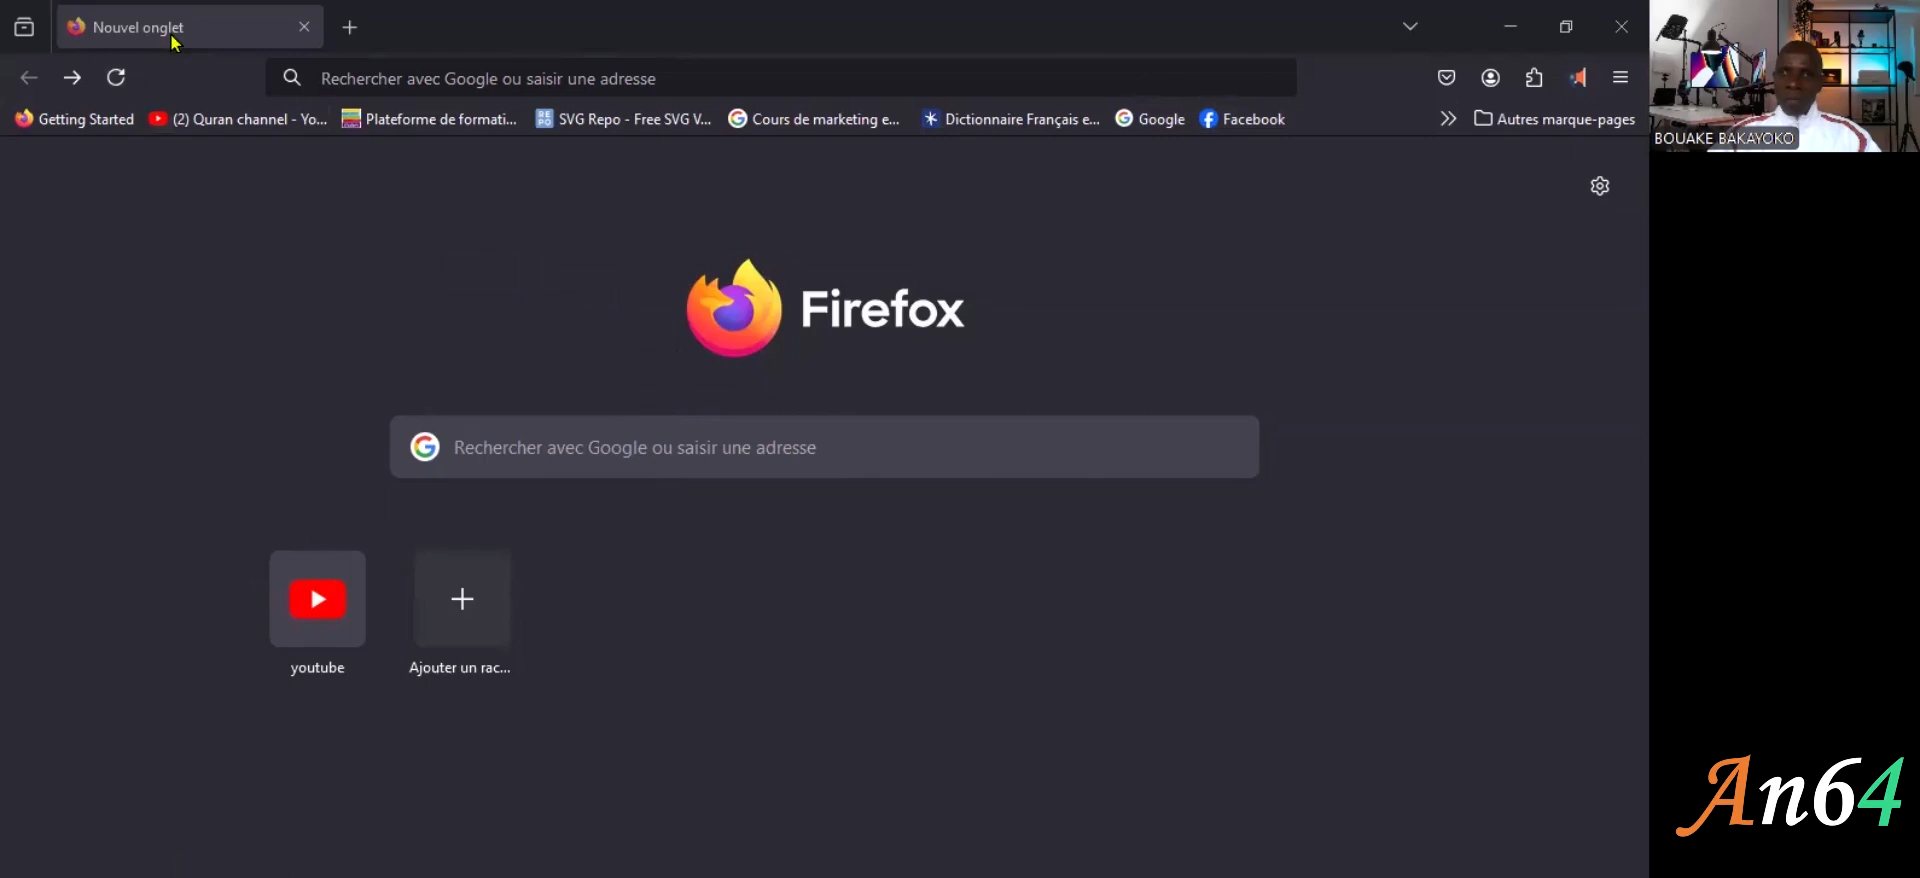 Nouvel onglet
Rechercher avec Google ou saisir une adresse
Getting Started (2) Quran channel - Yo... Plateforme de formati... SVG Repo - Free SVG V... Cours de marketing e... Dictionnaire Français e... Google Facebook Autres marque-pages
BOUAKE BAKAYOKO
Firefox
Rechercher avec Google ou saisir une adresse
youtube Ajouter un rac...
An64